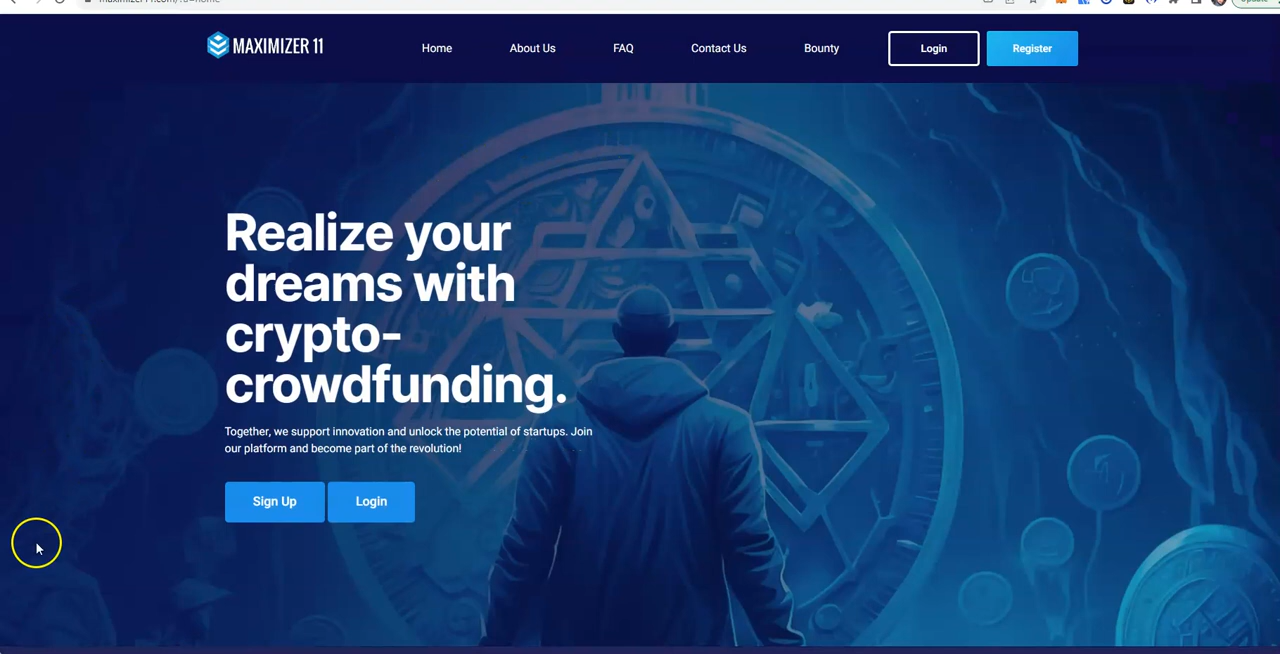 MAXIMIZER 11
Home
About Us
FAQ
Contact Us
Bounty
Login
Register
Realize your
dreams with
crypto-
crowdfunding.
Together, we support innovation and unlock the potential of startups. Join
our platform and become part of the revolution!
Sign Up
Login